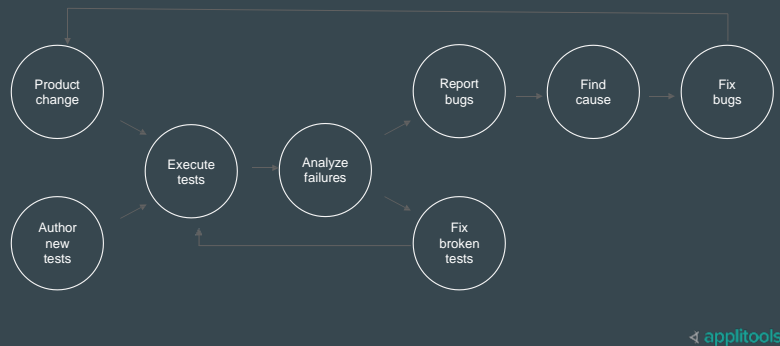 Product
change
Author
new
tests
Execute
tests
Analyze
failures
Report
bugs
Find
cause
Fix
bugs
Fix
broken
tests
applitools